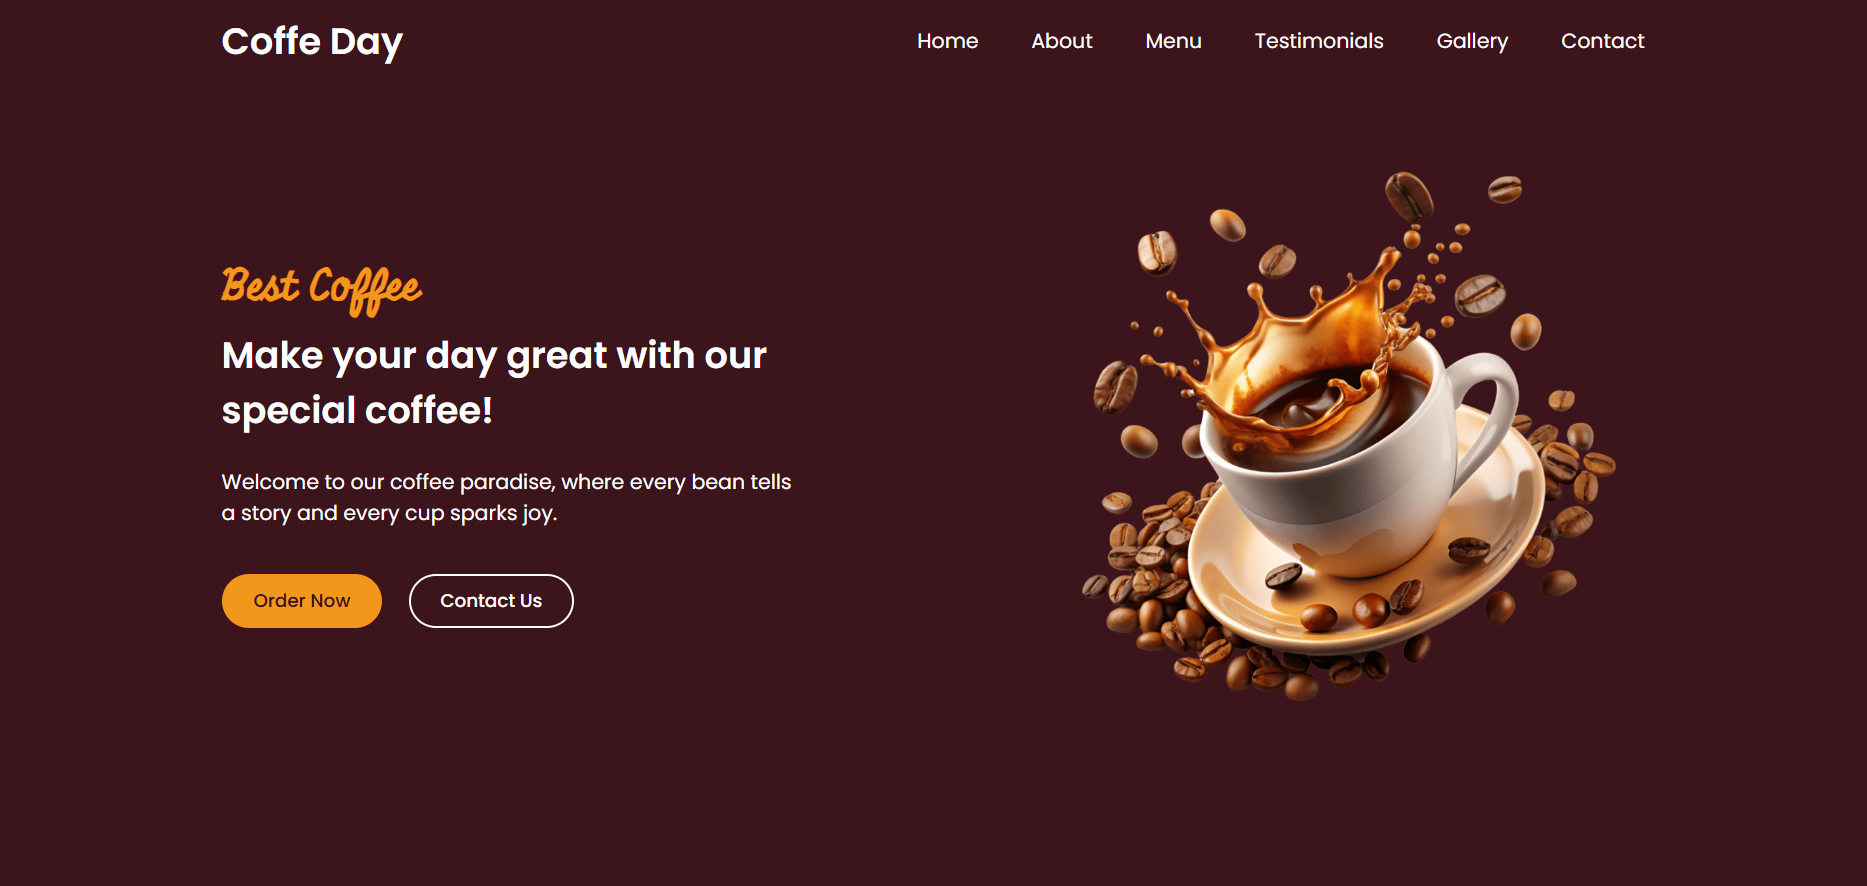 Coffe Day
Home
About
Menu
Testimonials
Gallery
Contact
Best Coffee
Make your day great with our
special coffee!
Welcome to our coffee paradise, where every bean tells
a story and every cup sparks joy.
Order Now
Contact Us